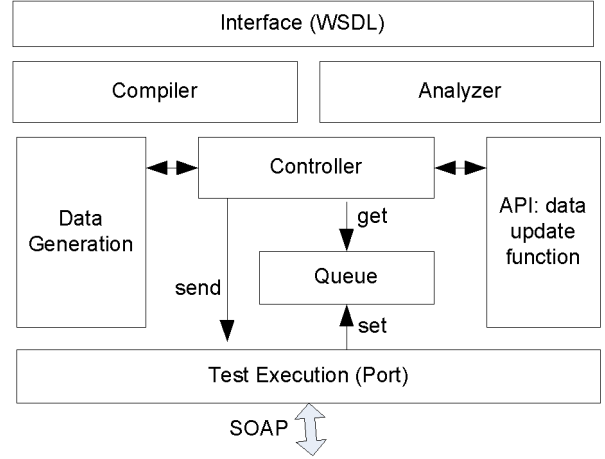 Interface (WSDL)
Compiler
Analyzer
Data
Generation
Controller
API: data
update
function
get
send
Queue
set
Test Execution (Port)
SOAP